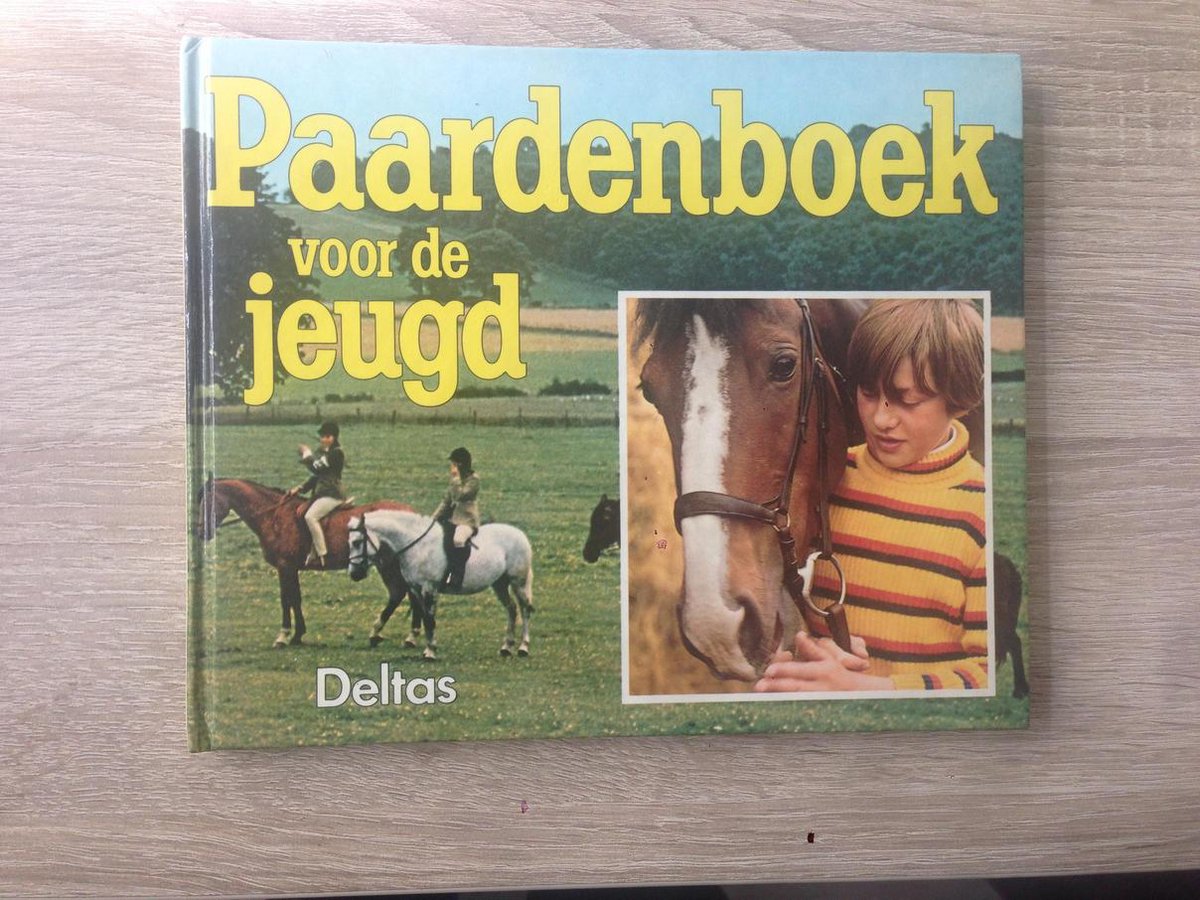 Paardenboek
voor de
jeugd
Deltas